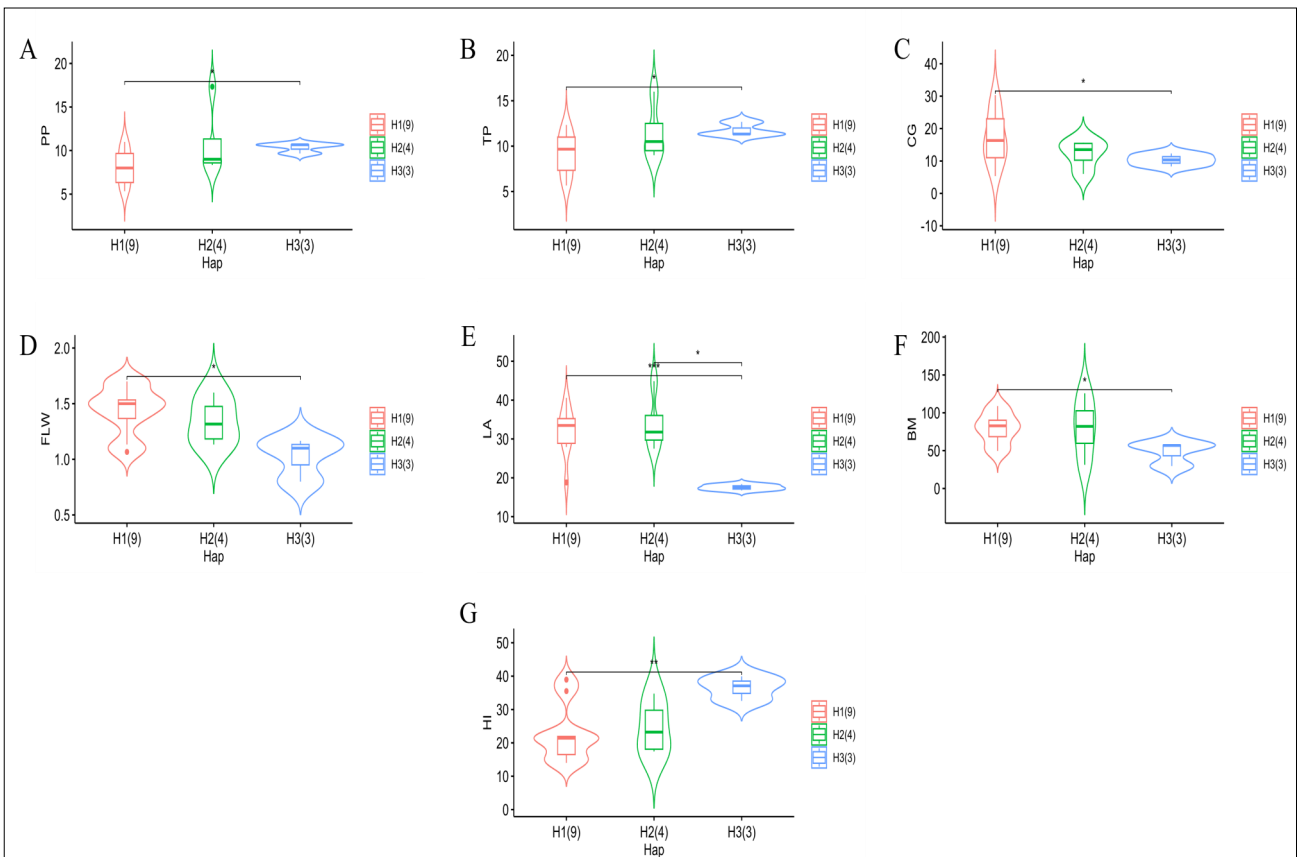 A
PP
20
15
10
5
*
H1(9) H2(4) H3(3)
Hap
H1(9)
H2(4)
H3(3)
B
TP
20
15
10
5
*
H1(9) H2(4) H3(3)
Hap
H1(9)
H2(4)
H3(3)
C
CG
40
30
20
10
0
-10
*
H1(9) H2(4) H3(3)
Hap
H1(9)
H2(4)
H3(3)
D
FLW
2.0
1.5
1.0
0.5
*
H1(9) H2(4) H3(3)
Hap
H1(9)
H2(4)
H3(3)
E
LA
50
40
30
20
10
*
***
H1(9) H2(4) H3(3)
Hap
H1(9)
H2(4)
H3(3)
F
BM
200
150
100
50
0
*
H1(9) H2(4) H3(3)
Hap
H1(9)
H2(4)
H3(3)
G
HI
50
40
30
20
10
0
**
H1(9) H2(4) H3(3)
Hap
H1(9)
H2(4)
H3(3)